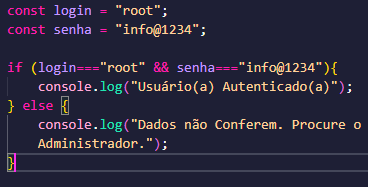 const login = "root";
const senha = "info@1234";

if (login==="root" && senha==="info@1234"){
    console.log("Usuário(a) Autenticado(a)");
} else {
    console.log("Dados não Conferem. Procure o
    Administrador.");
}